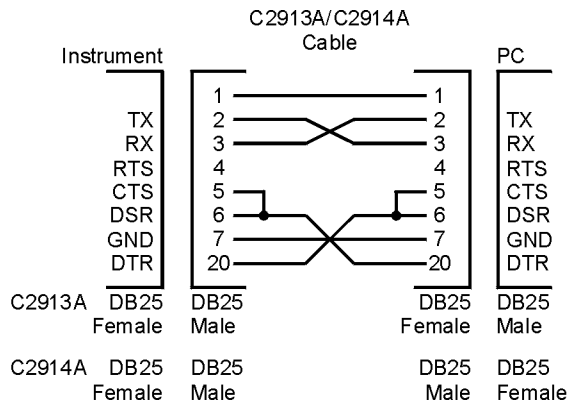 C2913A/C2914A
Cable
Instrument PC
1 1
TX 2 2 TX
RX 3 3 RX
RTS 4 4 RTS
CTS 5 5 CTS
DSR 6 6 DSR
GND 7 7 GND
DTR 20 20 DTR
C2913A DB25 DB25 DB25 DB25
Female Male Female Male
C2914A DB25 DB25 DB25 DB25
Female Male Male Female